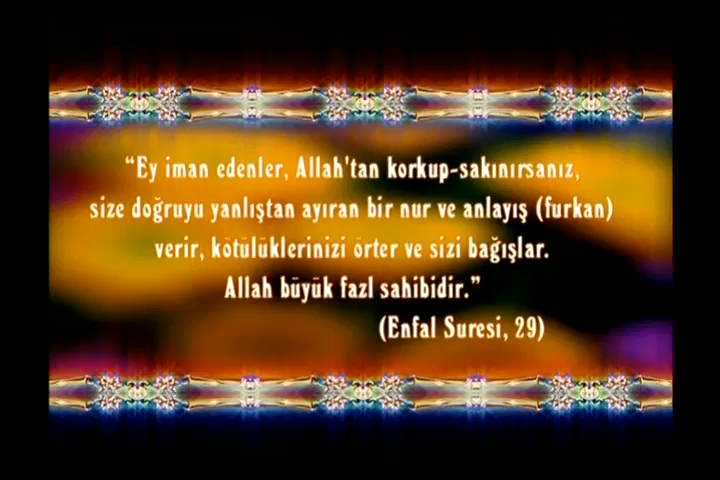 “Ey iman edenler, Allah'tan korkup-sakınırsanız,
size doğruyu yanlıştan ayıran bir nur ve anlayış (furkan)
verir, kötülüklerinizi örter ve sizi bağışlar.
Allah büyük fazl sahibidir.”
(Enfal Suresi, 29)